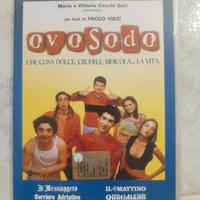 Mario e Vittorio Cecchi Gori
UN FILM DI PAOLO VIRZÌ
OVOSODO
CHE COSA DOLCE, CRUDELE, RIDICOLA... LA VITA.
Il Messaggero
IL MATTINO
Corriere Adriatico
Quotidiano